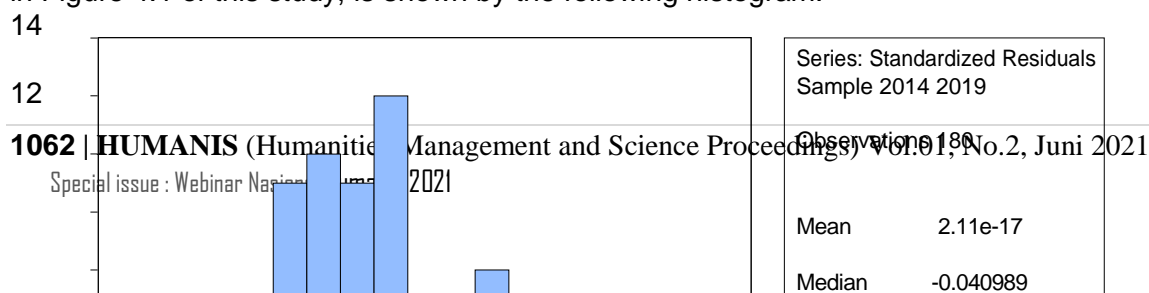 in Figure 4.1 of this study, is shown by the following histogram:
14
Series: Standardized Residuals
Sample 2014 2019
12
Observations 180
1062 | HUMANIS (Humanities Management and Science Proceedings) Vol.01, No.2, Juni 2021
Special issue : Webinar Nasional Humanis 2021
Mean 2.11e-17
Median -0.040989